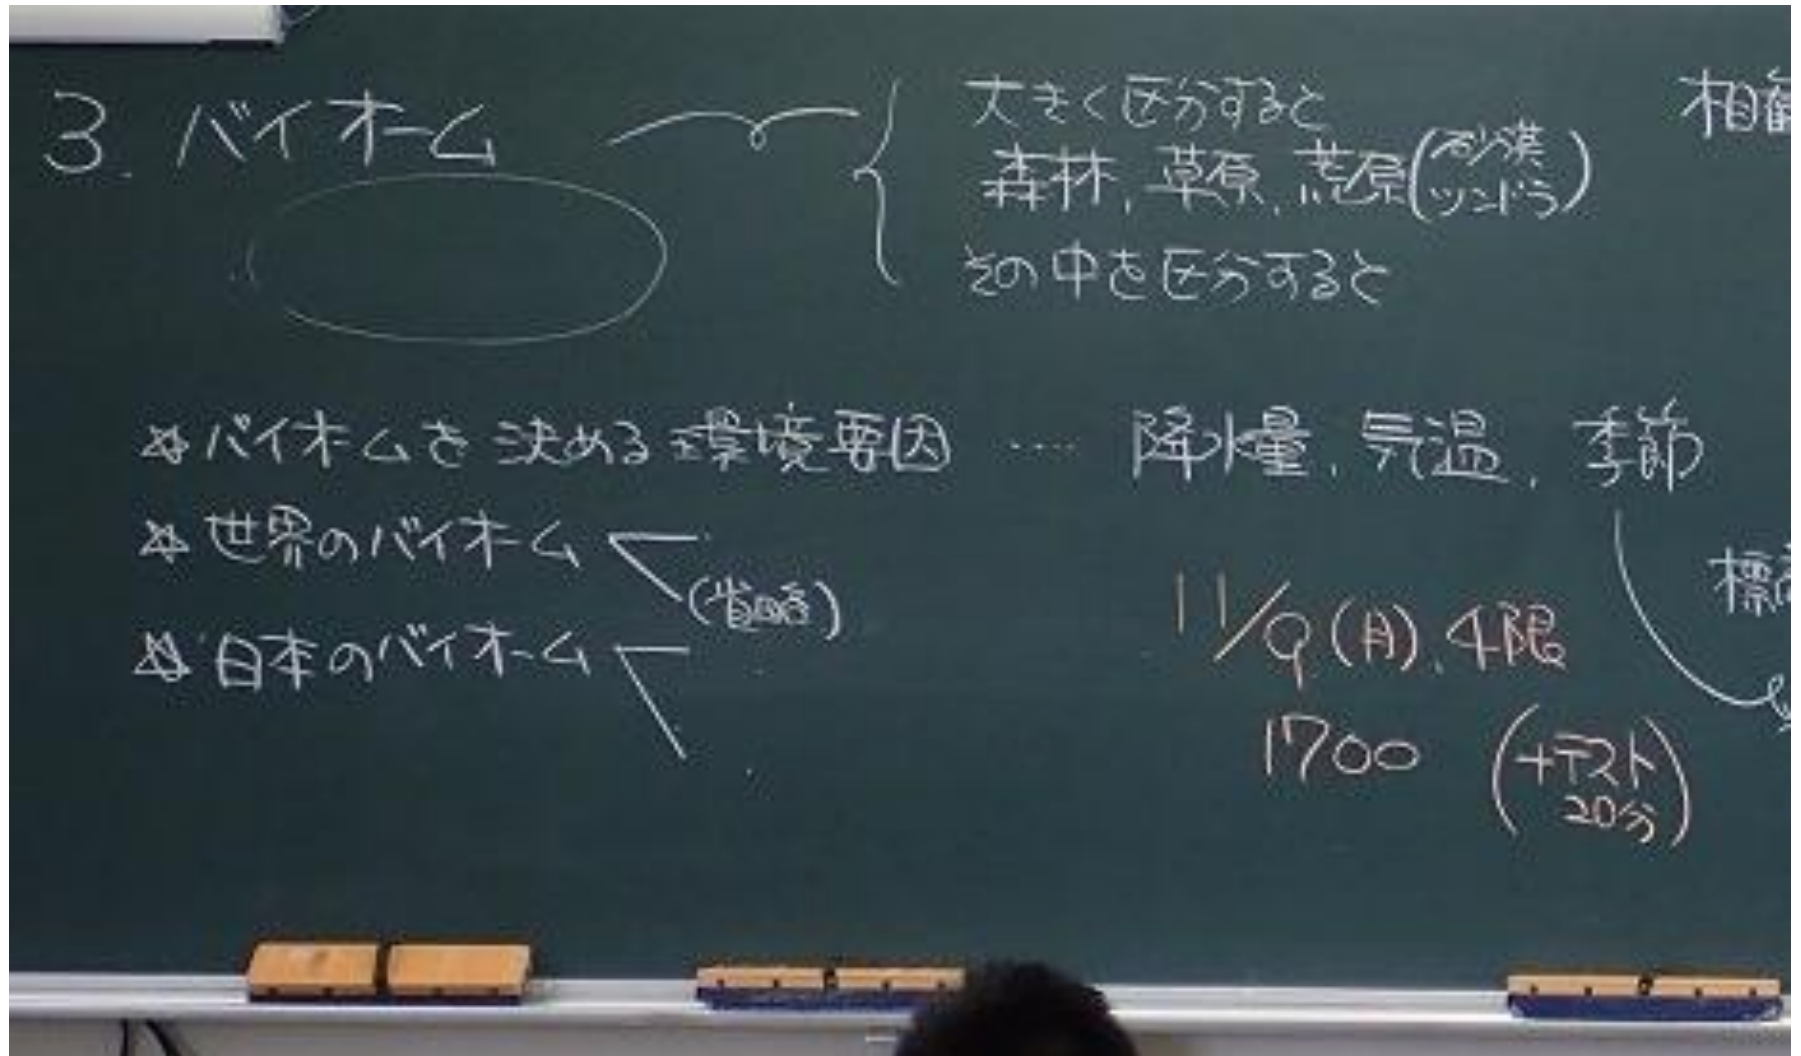 3. バイオーム
大きく区分すると
森林, 草原, 荒原(砂漠 ツンドラ)
その中を区分すると
相観
☆バイオームを決める環境要因 ‥‥ 降水量, 気温, 季節
☆世界のバイオーム
(省略)
☆日本のバイオーム
標高
11/9(月), 4限
1700 (+テスト 20分)